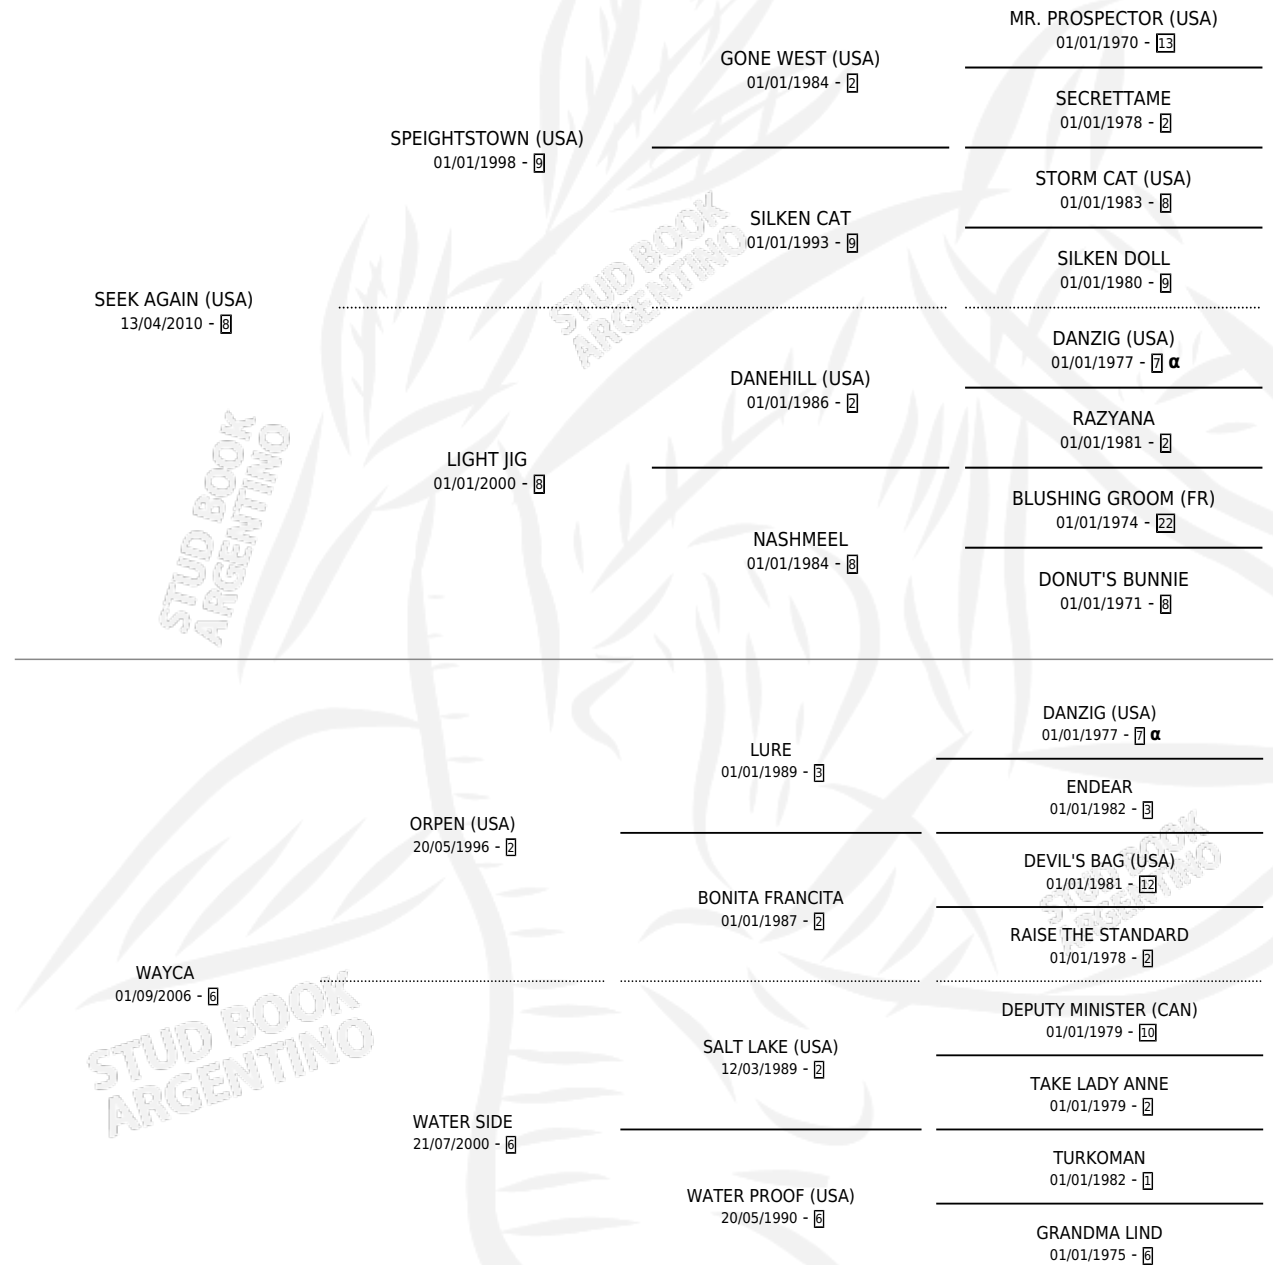 MR. PROSPECTOR (USA)
01/01/1970 - 13
GONE WEST (USA)
01/01/1984 - 2
SECRETTAME
01/01/1978 - 2
SPEIGHTSTOWN (USA)
01/01/1998 - 9
STORM CAT (USA)
01/01/1983 - 8
SILKEN CAT
01/01/1993 - 9
SILKEN DOLL
01/01/1980 - 9
SEEK AGAIN (USA)
13/04/2010 - 8
DANZIG (USA)
01/01/1977 - 7 α
DANEHILL (USA)
01/01/1986 - 2
RAZYANA
01/01/1981 - 2
LIGHT JIG
01/01/2000 - 8
BLUSHING GROOM (FR)
01/01/1974 - 22
NASHMEEL
01/01/1984 - 8
DONUT'S BUNNIE
01/01/1971 - 8
DANZIG (USA)
01/01/1977 - 7 α
LURE
01/01/1989 - 3
ENDEAR
01/01/1982 - 3
ORPEN (USA)
20/05/1996 - 2
DEVIL'S BAG (USA)
01/01/1981 - 12
BONITA FRANCITA
01/01/1987 - 2
RAISE THE STANDARD
01/01/1978 - 2
WAYCA
01/09/2006 - 6
DEPUTY MINISTER (CAN)
01/01/1979 - 10
SALT LAKE (USA)
12/03/1989 - 2
TAKE LADY ANNE
01/01/1979 - 2
WATER SIDE
21/07/2000 - 6
TURKOMAN
01/01/1982 - 1
WATER PROOF (USA)
20/05/1990 - 6
GRANDMA LIND
01/01/1975 - 6
STUD BOOK
ARGENTINO
STUD BOOK
ARGENTINO
STUD BOOK
ARGENTINO
STUD BOOK
ARGENTINO